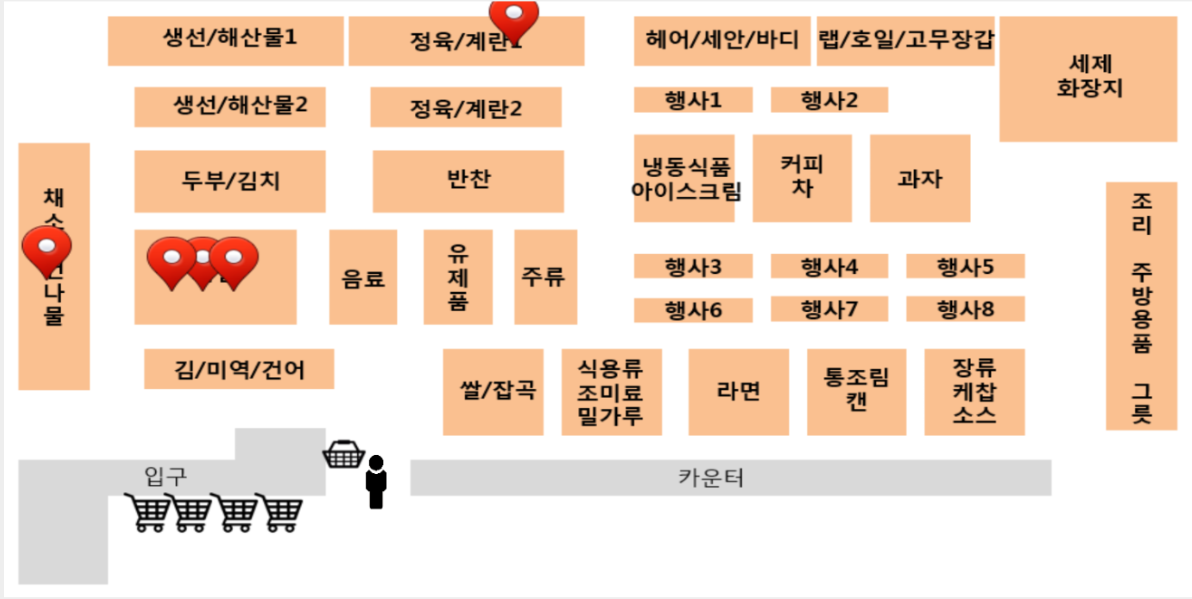 생선/해산물1
정육/계란1
헤어/세안/바디
랩/호일/고무장갑
세제
화장지
생선/해산물2
정육/계란2
행사1
행사2
두부/김치
반찬
냉동식품
아이스크림
커피
차
과자
채
소
나
물
음료
유
제
품
주류
행사3
행사4
행사5
행사6
행사7
행사8
조
리
주
방
용
품
그
릇
김/미역/건어
쌀/잡곡
식용류
조미료
밀가루
라면
통조림
캔
장류
케찹
소스
입구
카운터